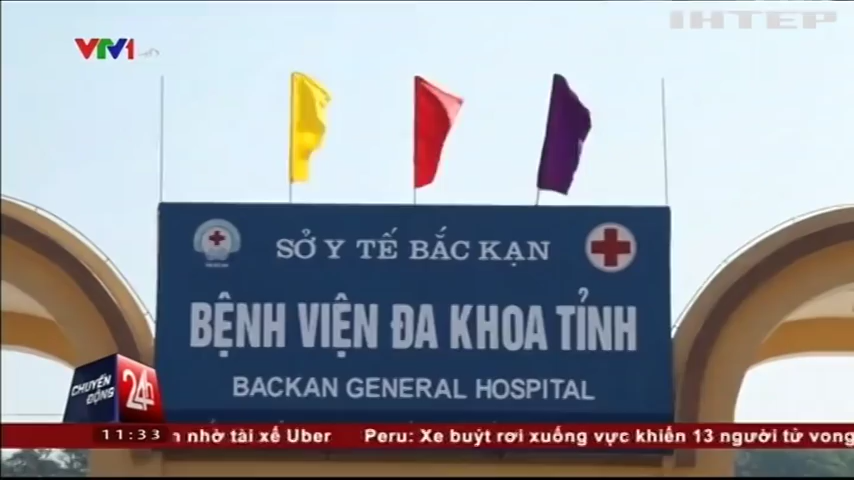 VTV1
ІНТЕР
SỞ Y TẾ BẮC KẠN
BỆNH VIỆN ĐA KHOA TỈNH
BACKAN GENERAL HOSPITAL
CHUYỂN ĐỘNG 24h
11:33 nhờ tài xế Uber Peru: Xe buýt rơi xuống vực khiến 13 người tử vong